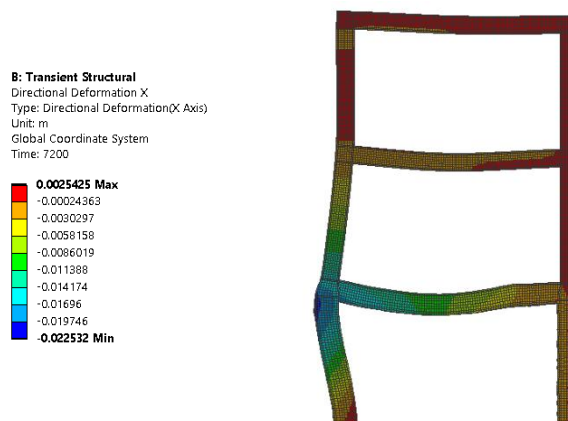 B: Transient Structural
Directional Deformation X
Type: Directional Deformation(X Axis)
Unit: m
Global Coordinate System
Time: 7200
0.0025425 Max
-0.00024363
-0.0030297
-0.0058158
-0.0086019
-0.011388
-0.014174
-0.01696
-0.019746
-0.022532 Min